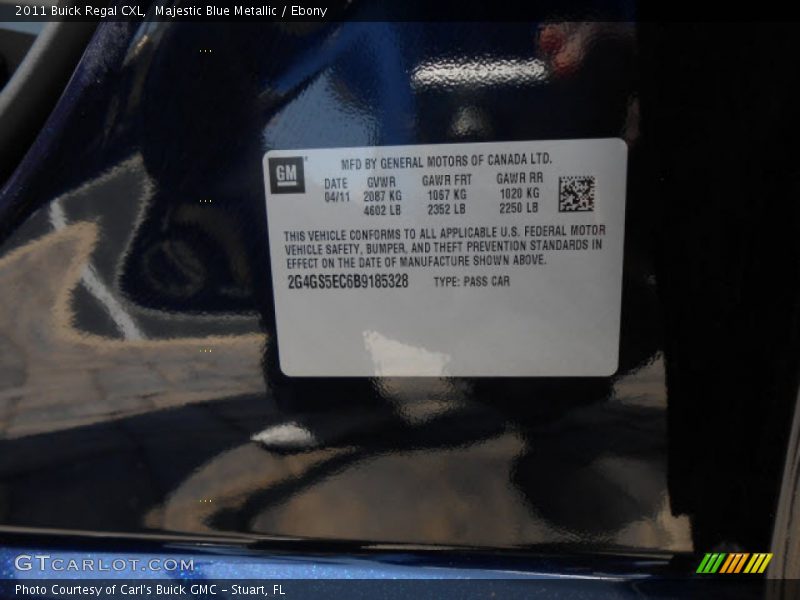 2011 Buick Regal CXL, Majestic Blue Metallic / Ebony
GM
MFD BY GENERAL MOTORS OF CANADA LTD.
DATE GVWR GAWR FRT GAWR RR
04/11 2087 KG 1067 KG 1020 KG
4602 LB 2352 LB 2250 LB
THIS VEHICLE CONFORMS TO ALL APPLICABLE U.S. FEDERAL MOTOR
VEHICLE SAFETY, BUMPER, AND THEFT PREVENTION STANDARDS IN
EFFECT ON THE DATE OF MANUFACTURE SHOWN ABOVE.
2G4GS5EC6B9185328 TYPE: PASS CAR
GTCARLOT.COM
Photo Courtesy of Carl's Buick GMC - Stuart, FL